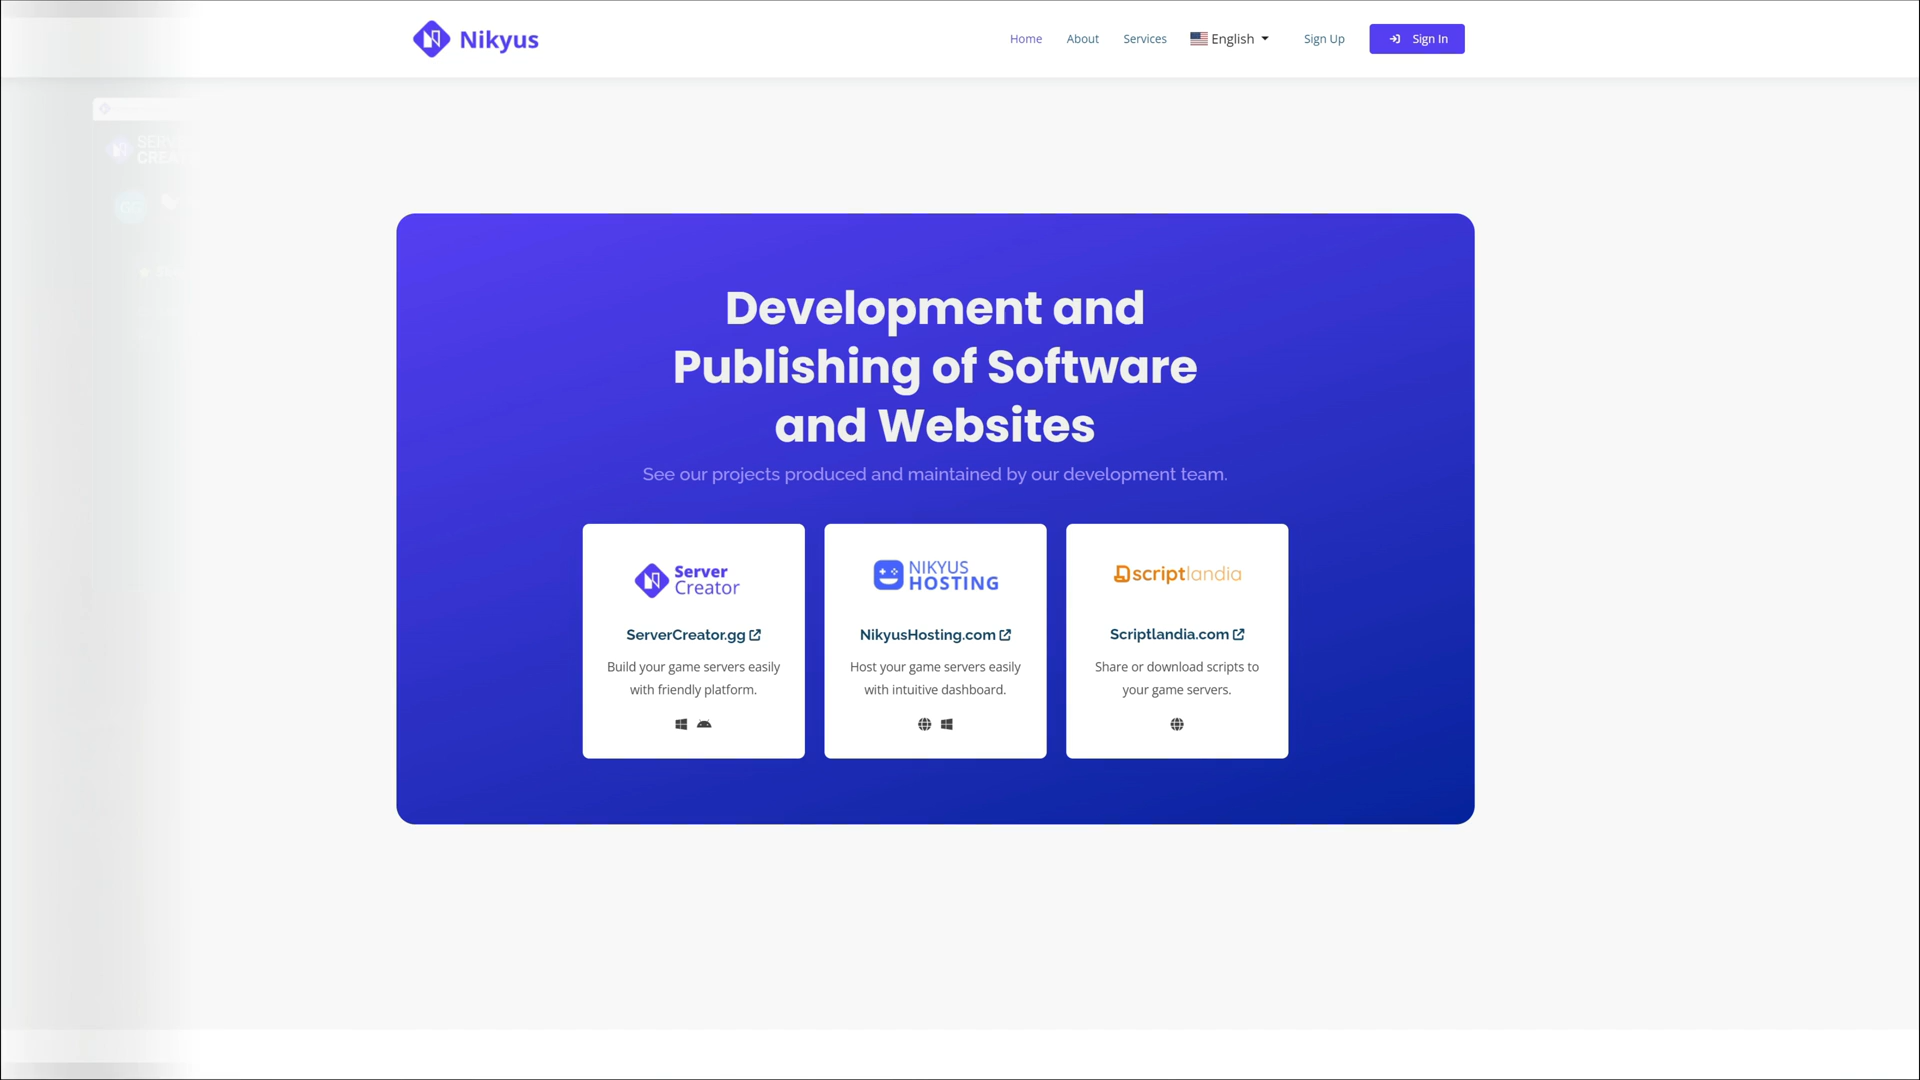 Nikyus
Home About Services English Sign Up Sign In
SERV
CREA
Development and
Publishing of Software
and Websites
See our projects produced and maintained by our development team.
Server
Creator
ServerCreator.gg
Build your game servers easily
with friendly platform.
NIKYUS
HOSTING
NikyusHosting.com
Host your game servers easily
with intuitive dashboard.
scriptlandia
Scriptlandia.com
Share or download scripts to
your game servers.